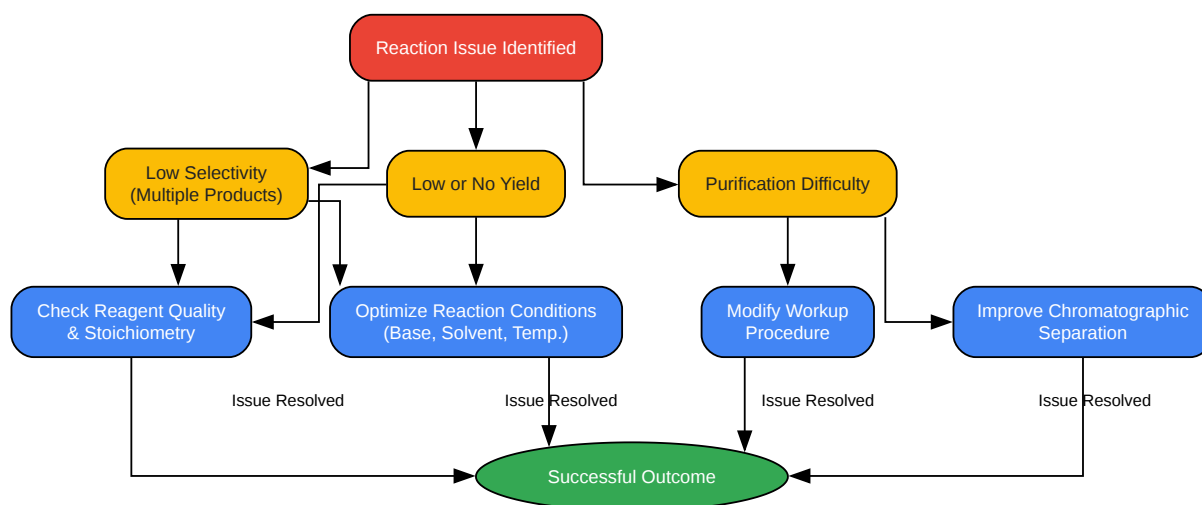 Reaction Issue Identified
Low Selectivity
(Multiple Products)
Low or No Yield
Purification Difficulty
Check Reagent Quality
& Stoichiometry
Optimize Reaction Conditions
(Base, Solvent, Temp.)
Modify Workup
Procedure
Improve Chromatographic
Separation
Issue Resolved
Issue Resolved
Issue Resolved
Issue Resolved
Successful Outcome